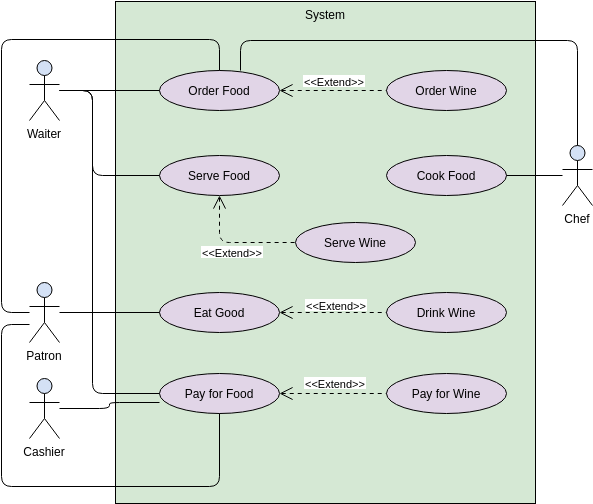 System
Order Food
<<Extend>>
Order Wine
Waiter
Serve Food
Cook Food
Chef
<<Extend>>
Serve Wine
Eat Good
<<Extend>>
Drink Wine
Patron
Pay for Food
<<Extend>>
Pay for Wine
Cashier